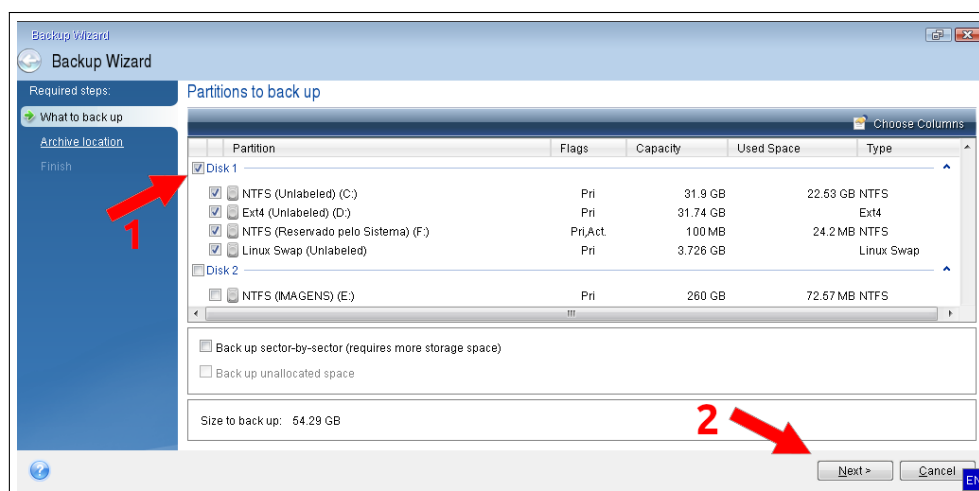 Backup Wizard
Backup Wizard
Required steps:
What to back up
Archive location
Finish
Partitions to back up
Choose Columns
Partition Flags Capacity Used Space Type
Disk 1
NTFS (Unlabeled) (C:) Pri 31.9 GB 22.53 GB NTFS
Ext4 (Unlabeled) (D:) Pri 31.74 GB Ext4
NTFS (Reservado pelo Sistema) (F:) Pri,Act. 100 MB 24.2 MB NTFS
Linux Swap (Unlabeled) Pri 3.726 GB Linux Swap
Disk 2
NTFS (IMAGENS) (E:) Pri 260 GB 72.57 MB NTFS
Back up sector-by-sector (requires more storage space)
Back up unallocated space
Size to back up: 54.29 GB
1
2
Next >
Cancel
EN